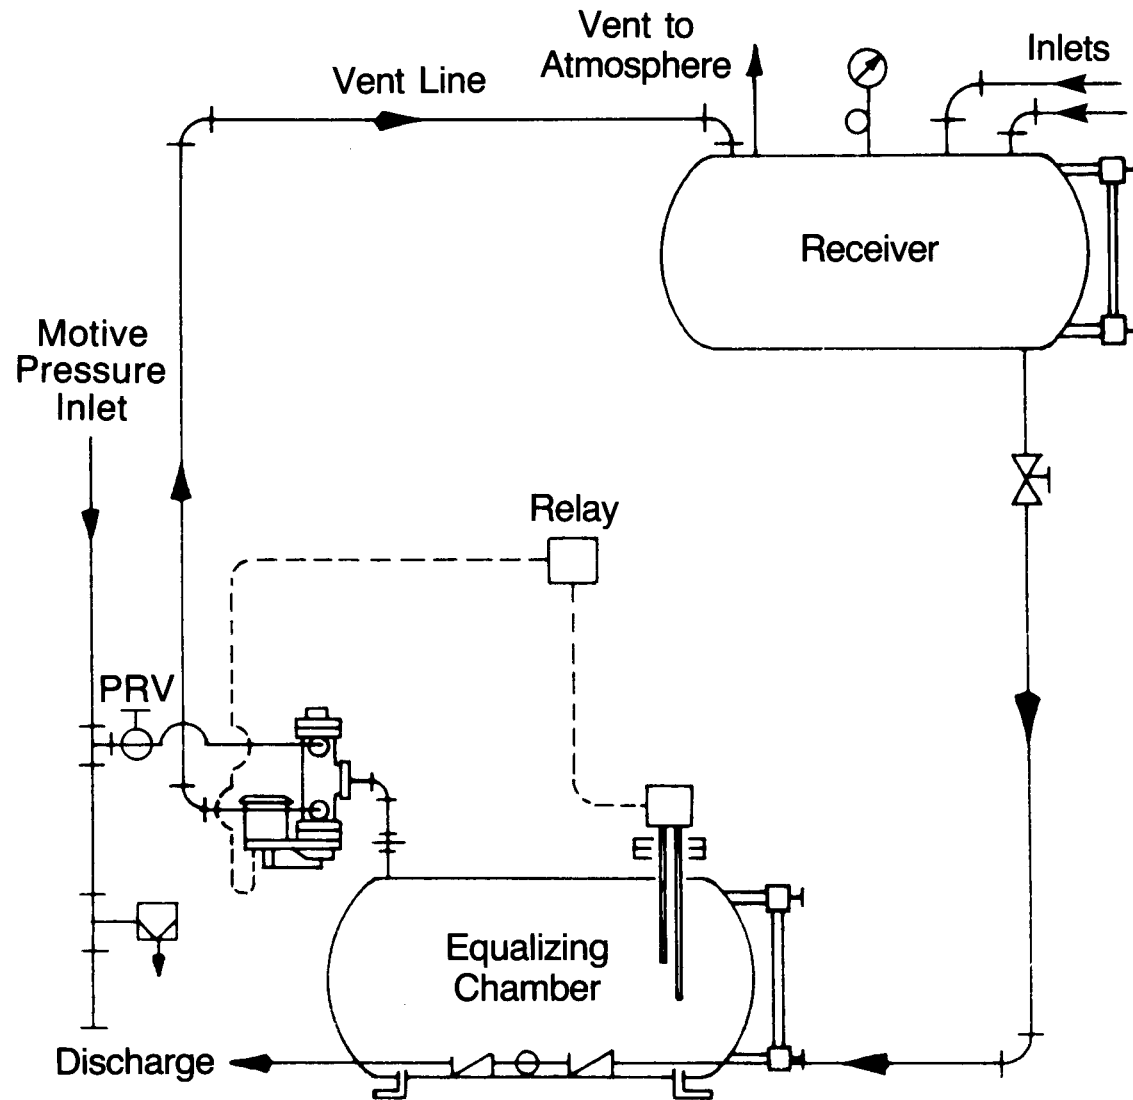 Vent to
Atmosphere
Inlets
Vent Line
Receiver
Motive
Pressure
Inlet
Relay
PRV
Equalizing
Chamber
Discharge